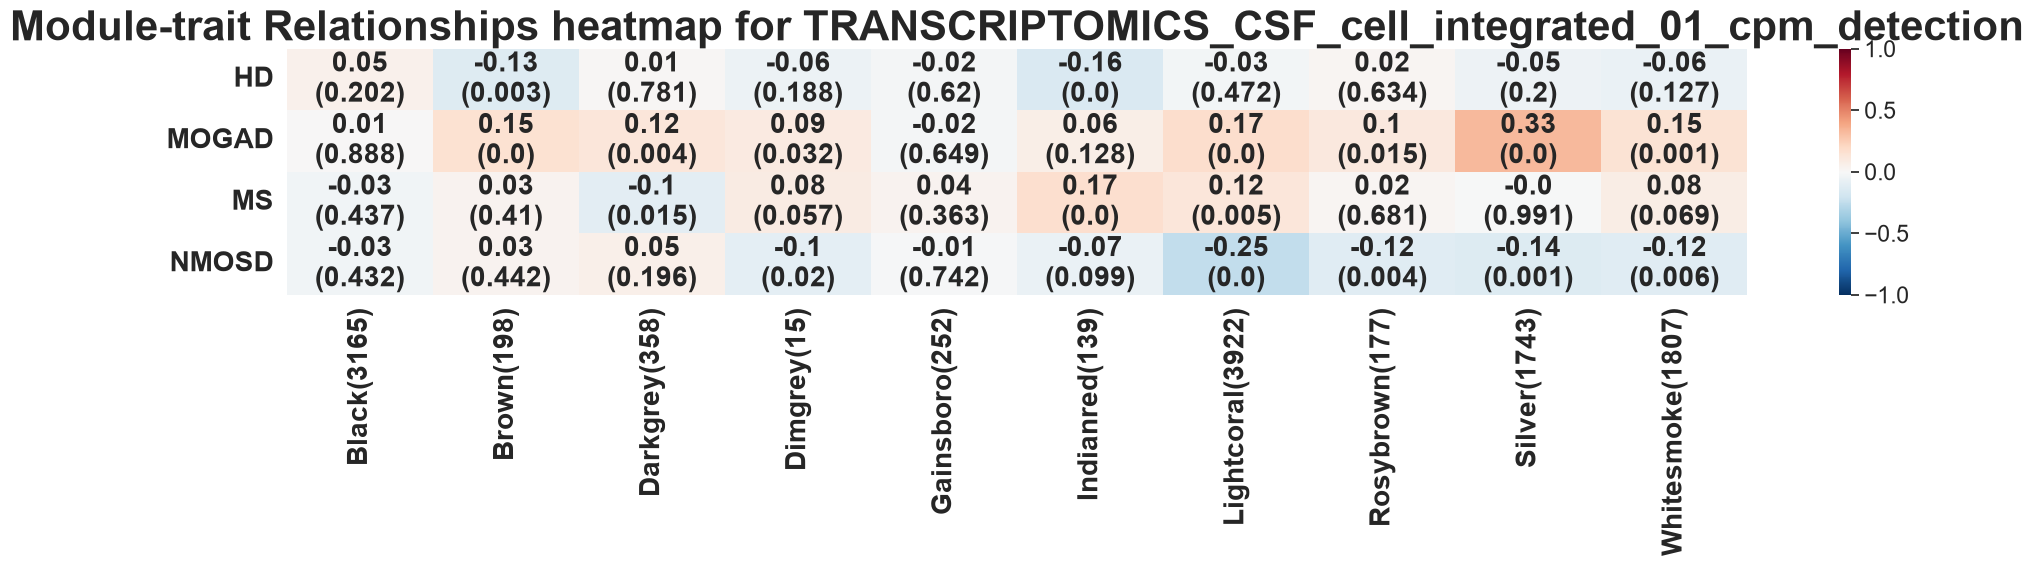 Module-trait Relationships heatmap for TRANSCRIPTOMICS_CSF_cell_integrated_01_cpm_detection
HD
0.05 -0.13 0.01 -0.06 -0.02 -0.16 -0.03 0.02 -0.05 -0.06
(0.202) (0.003) (0.781) (0.188) (0.62) (0.0) (0.472) (0.634) (0.2) (0.127)
MOGAD
0.01 0.15 0.12 0.09 -0.02 0.06 0.17 0.1 0.33 0.15
(0.888) (0.0) (0.004) (0.032) (0.649) (0.128) (0.0) (0.015) (0.0) (0.001)
MS
-0.03 0.03 -0.1 0.08 0.04 0.17 0.12 0.02 -0.0 0.08
(0.437) (0.41) (0.015) (0.057) (0.363) (0.0) (0.005) (0.681) (0.991) (0.069)
NMOSD
-0.03 0.03 0.05 -0.1 -0.01 -0.07 -0.25 -0.12 -0.14 -0.12
(0.432) (0.442) (0.196) (0.02) (0.742) (0.099) (0.0) (0.004) (0.001) (0.006)
Black(3165)
Brown(198)
Darkgrey(358)
Dimgrey(15)
Gainsboro(252)
Indianred(139)
Lightcoral(3922)
Rosybrown(177)
Silver(1743)
Whitesmoke(1807)
1.0
0.5
0.0
−0.5
−1.0